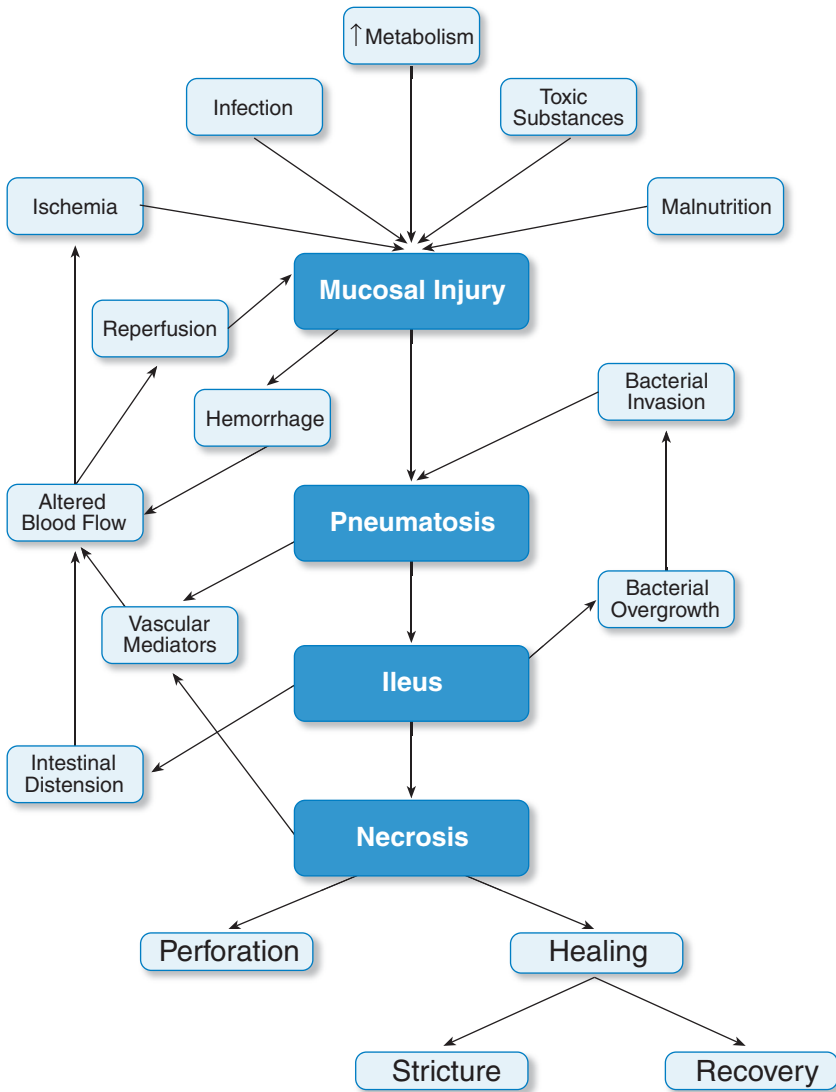 ↑ Metabolism
Infection
Toxic
Substances
Ischemia
Malnutrition
Mucosal Injury
Reperfusion
Hemorrhage
Bacterial
Invasion
Altered
Blood Flow
Pneumatosis
Vascular
Mediators
Bacterial
Overgrowth
Ileus
Intestinal
Distension
Necrosis
Perforation
Healing
Stricture
Recovery